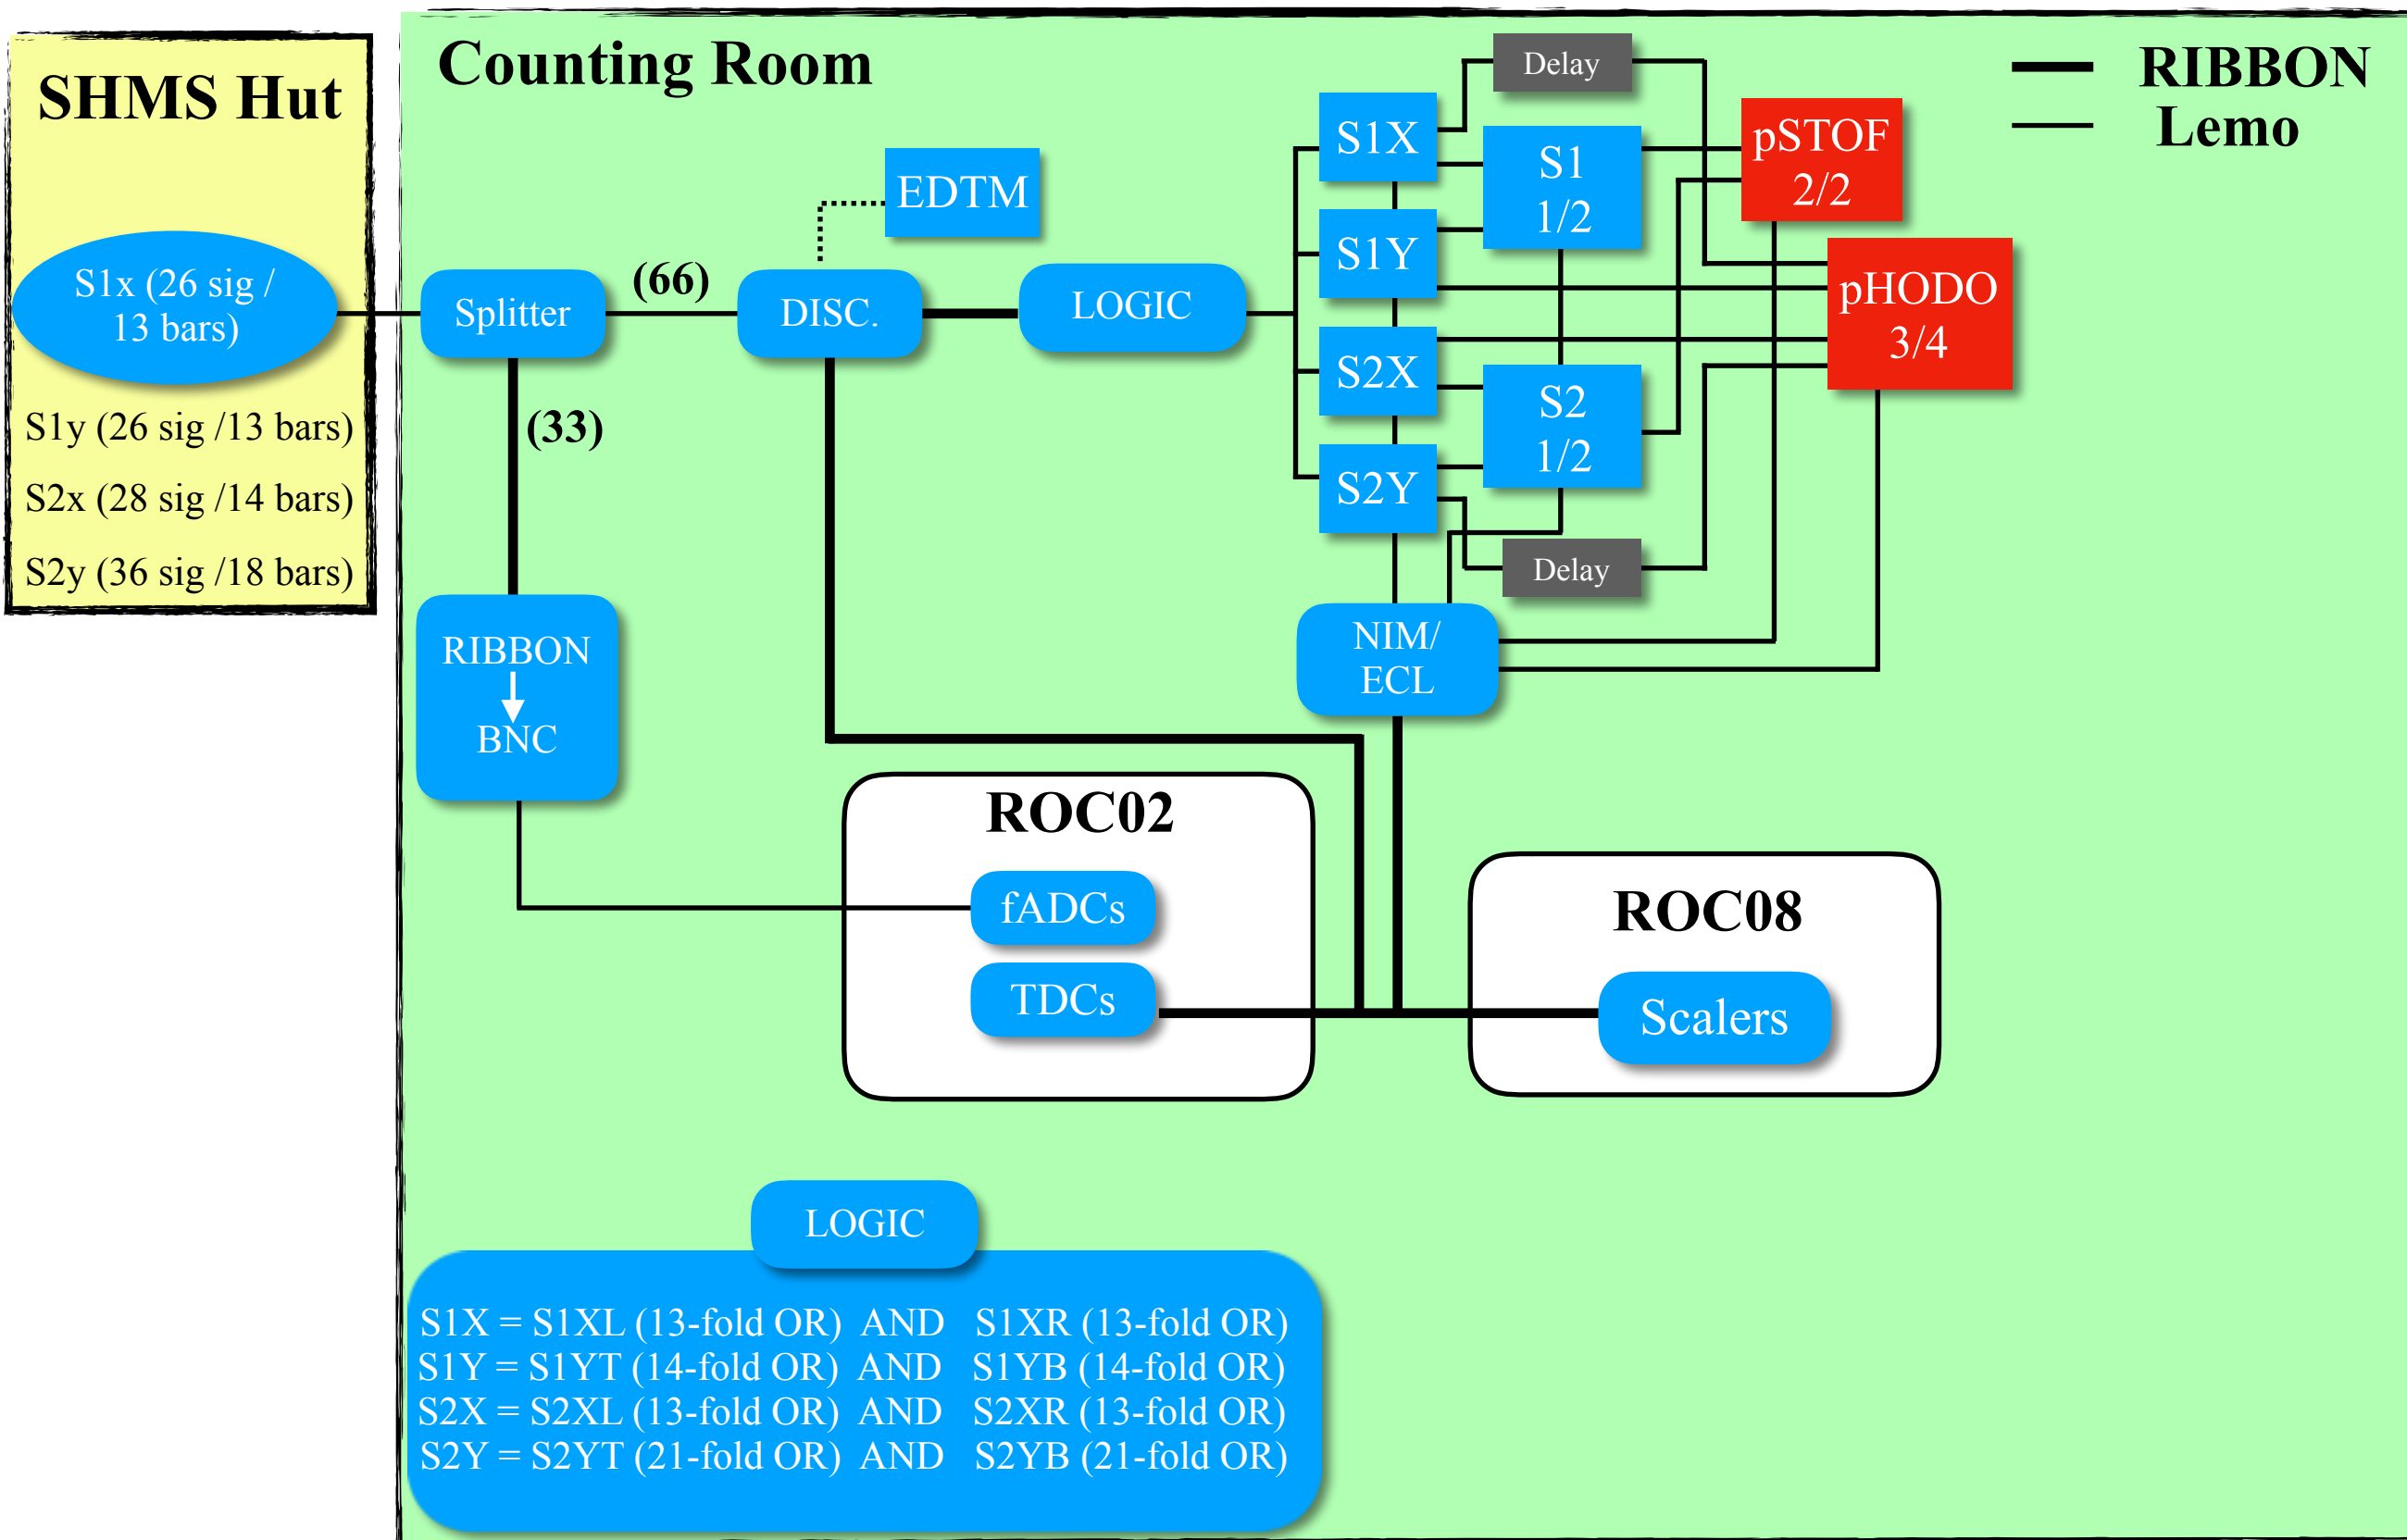 SHMS Hut
S1x (26 sig /
13 bars)
S1y (26 sig /13 bars)
S2x (28 sig /14 bars)
S2y (36 sig /18 bars)
Counting Room
RIBBON
Lemo
EDTM
Splitter
(66)
DISC.
LOGIC
(33)
RIBBON
BNC
S1X
S1Y
S2X
S2Y
Delay
S1
1/2
S2
1/2
Delay
pSTOF
2/2
pHODO
3/4
NIM/
ECL
ROC02
fADCs
TDCs
ROC08
Scalers
LOGIC
S1X = S1XL (13-fold OR) AND S1XR (13-fold OR)
S1Y = S1YT (14-fold OR) AND S1YB (14-fold OR)
S2X = S2XL (13-fold OR) AND S2XR (13-fold OR)
S2Y = S2YT (21-fold OR) AND S2YB (21-fold OR)